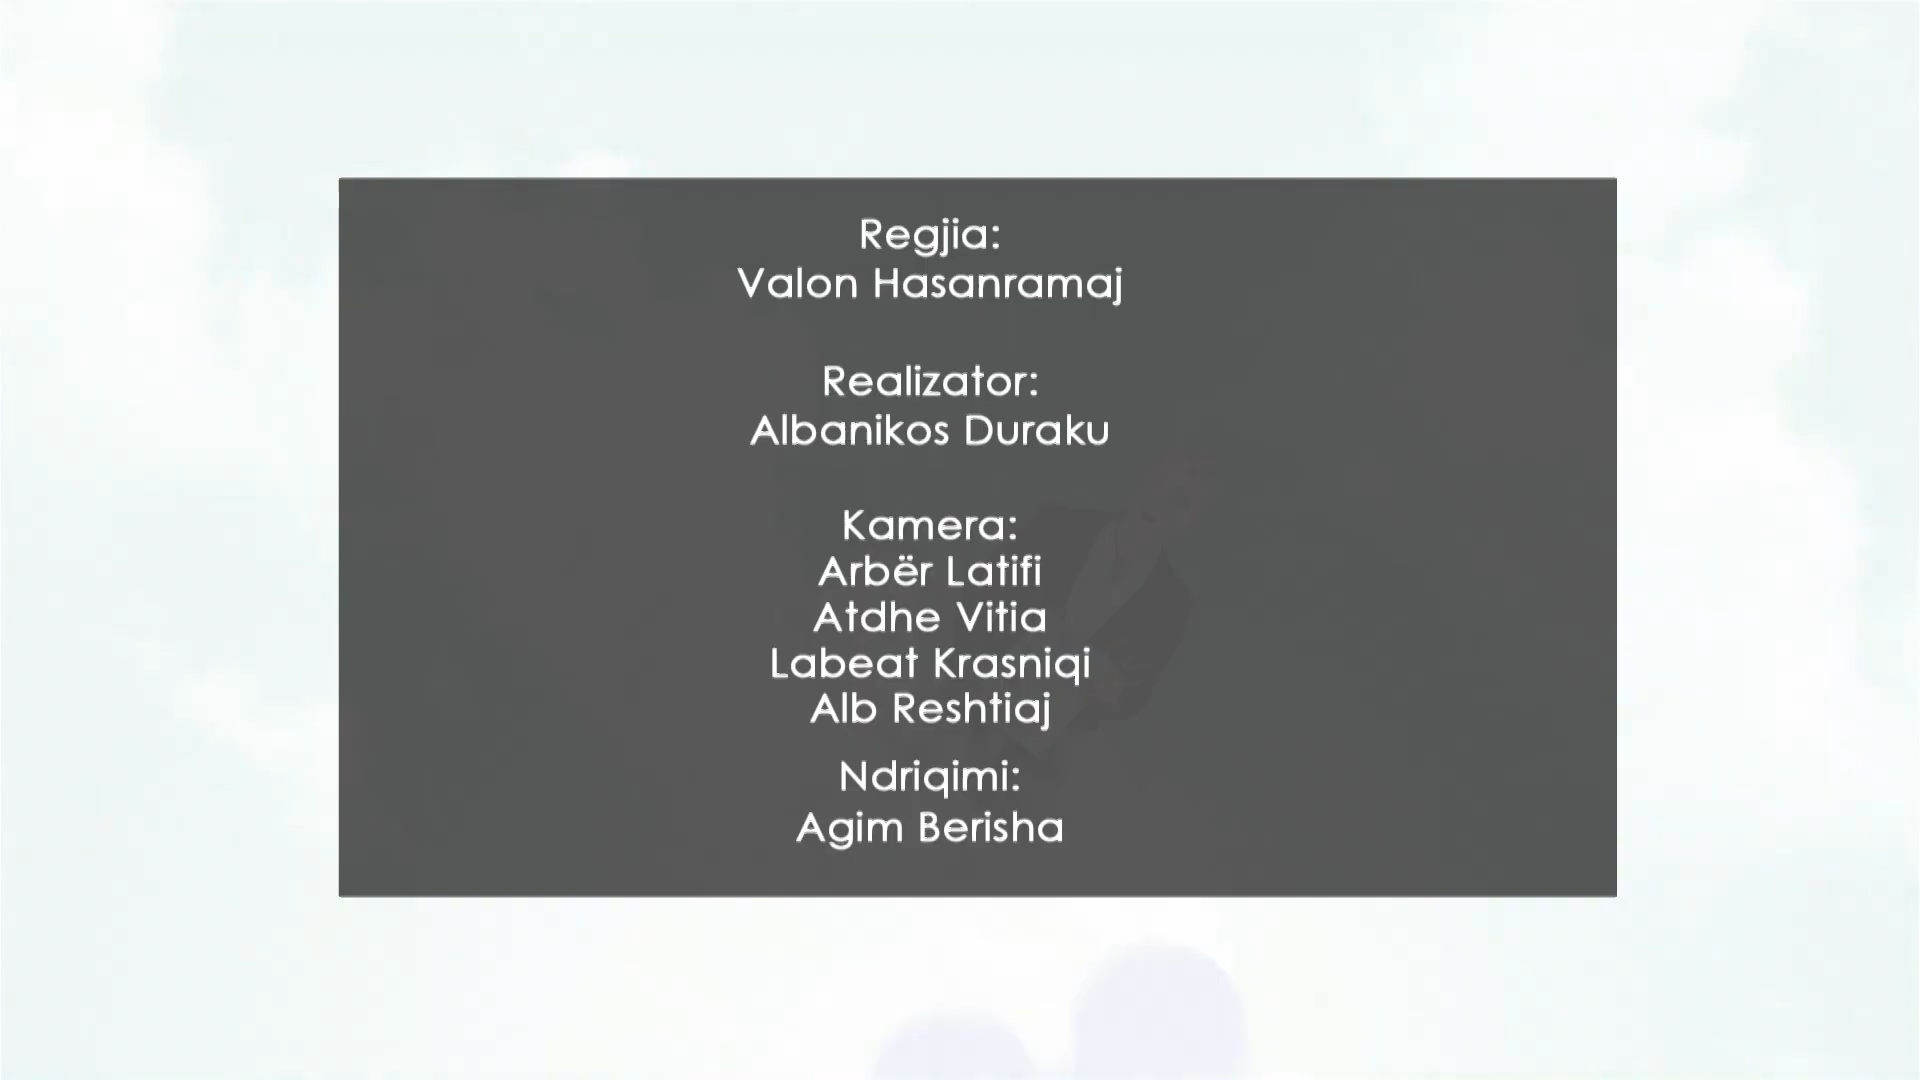 Regjia:
Valon Hasanramaj
Realizator:
Albanikos Duraku
Kamera:
Arbër Latifi
Atdhe Vitia
Labeat Krasniqi
Alb Reshtiaj
Ndriqimi:
Agim Berisha